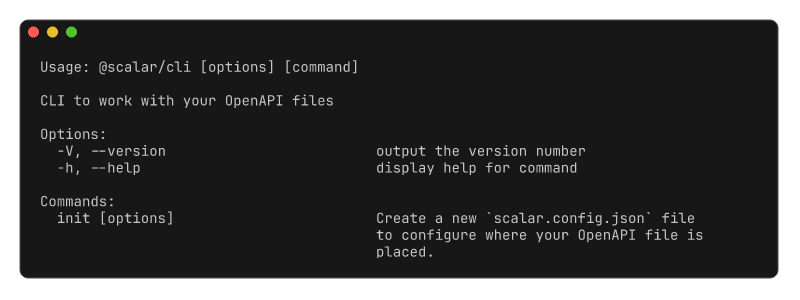 Usage: @scalar/cli [options] [command]
CLI to work with your OpenAPI files
Options:
-V, --version output the version number
-h, --help display help for command
Commands:
init [options] Create a new `scalar.config.json` file
to configure where your OpenAPI file is
placed.